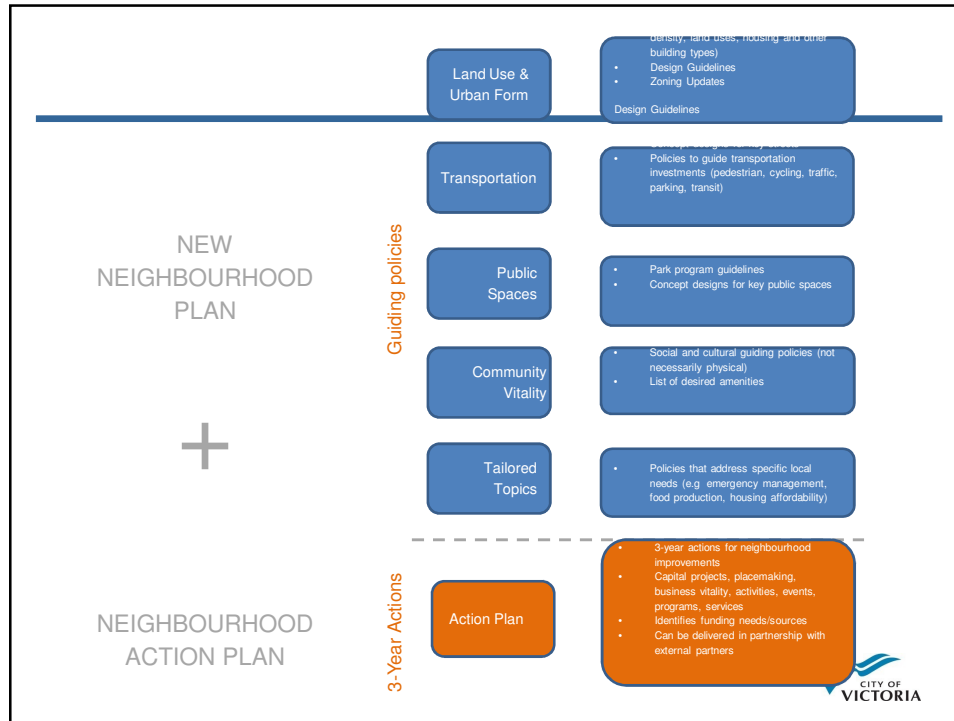 density, land uses, housing and other
building types)
• Design Guidelines
• Zoning Updates
Design Guidelines
Land Use &
Urban Form
Transportation
• Policies to guide transportation
investments (pedestrian, cycling, traffic,
parking, transit)
NEW
NEIGHBOURHOOD
PLAN
Guiding policies
Public
Spaces
• Park program guidelines
• Concept designs for key public spaces
Community
Vitality
• Social and cultural guiding policies (not
necessarily physical)
• List of desired amenities
+
Tailored
Topics
• Policies that address specific local
needs (e.g emergency management,
food production, housing affordability)
NEIGHBOURHOOD
ACTION PLAN
3-Year Actions
Action Plan
• 3-year actions for neighbourhood
improvements
• Capital projects, placemaking,
business vitality, activities, events,
programs, services
• Identifies funding needs/sources
• Can be delivered in partnership with
external partners
CITY OF
VICTORIA